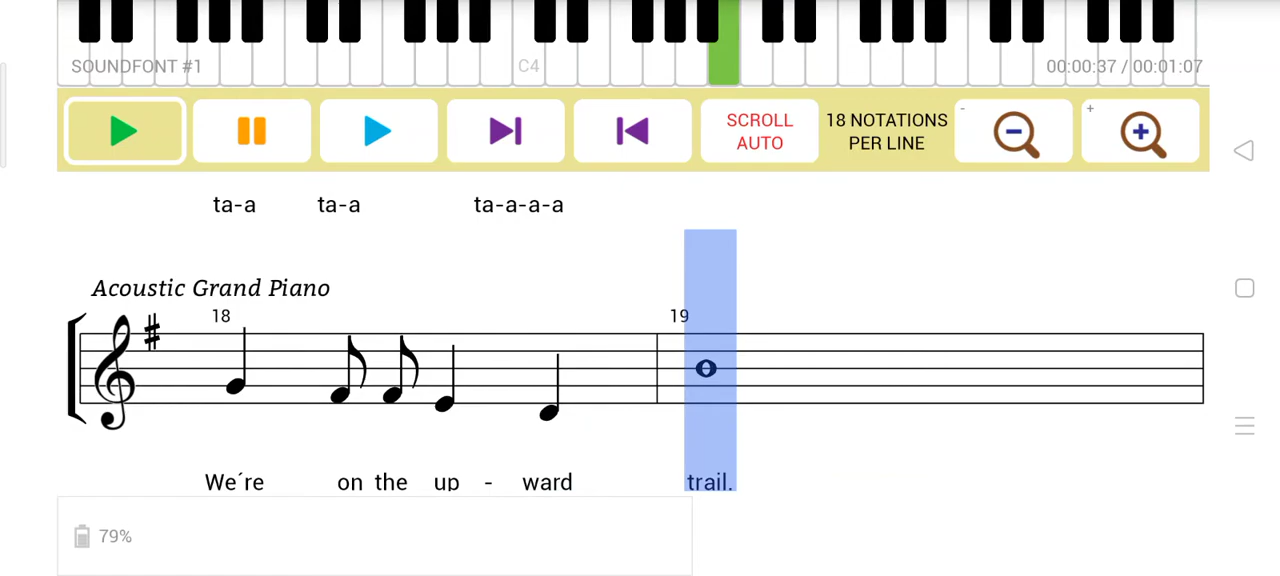 SOUNDFONT #1 C4 00:00:37 / 00:01:07
SCROLL AUTO
18 NOTATIONS PER LINE
- +
ta-a ta-a ta-a-a-a
Acoustic Grand Piano
18 19
We´re on the up - ward trail.
79%